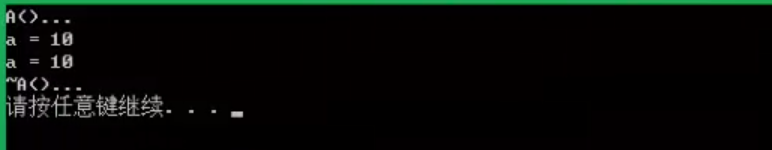 A()...
a = 10
a = 10
~A()...
请按任意键继续. . .